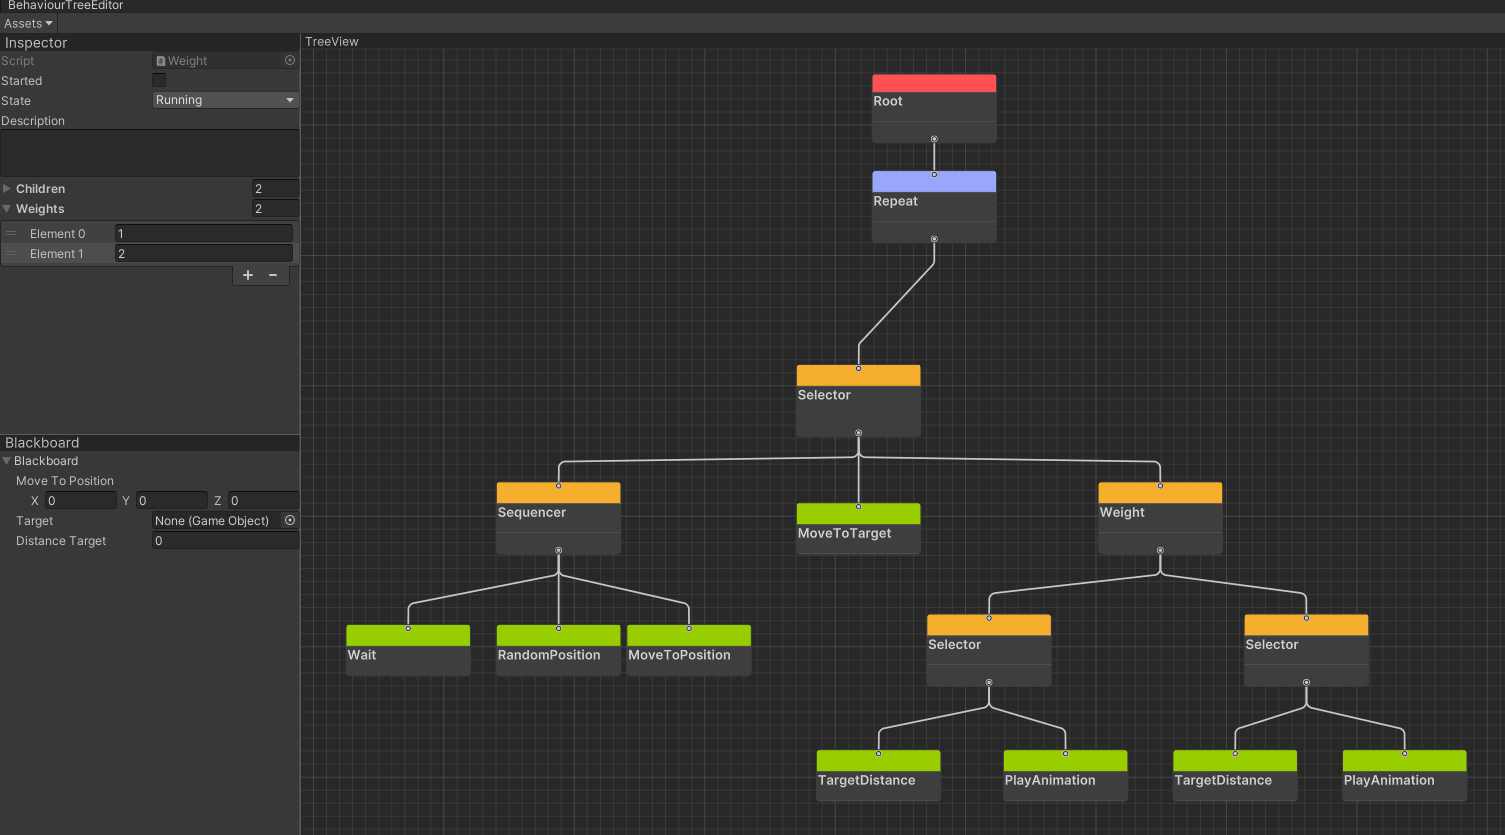 BehaviourTreeEditor
Assets
Inspector
Script
Weight
Started
State
Running
Description
Children
2
Weights
2
Element 0
1
Element 1
2
+ −
Blackboard
Blackboard
Move To Position
X 0 Y 0 Z 0
Target
None (Game Object)
Distance Target
0
TreeView
Root
Repeat
Selector
Sequencer
MoveToTarget
Weight
Wait
RandomPosition
MoveToPosition
Selector
Selector
TargetDistance
PlayAnimation
TargetDistance
PlayAnimation